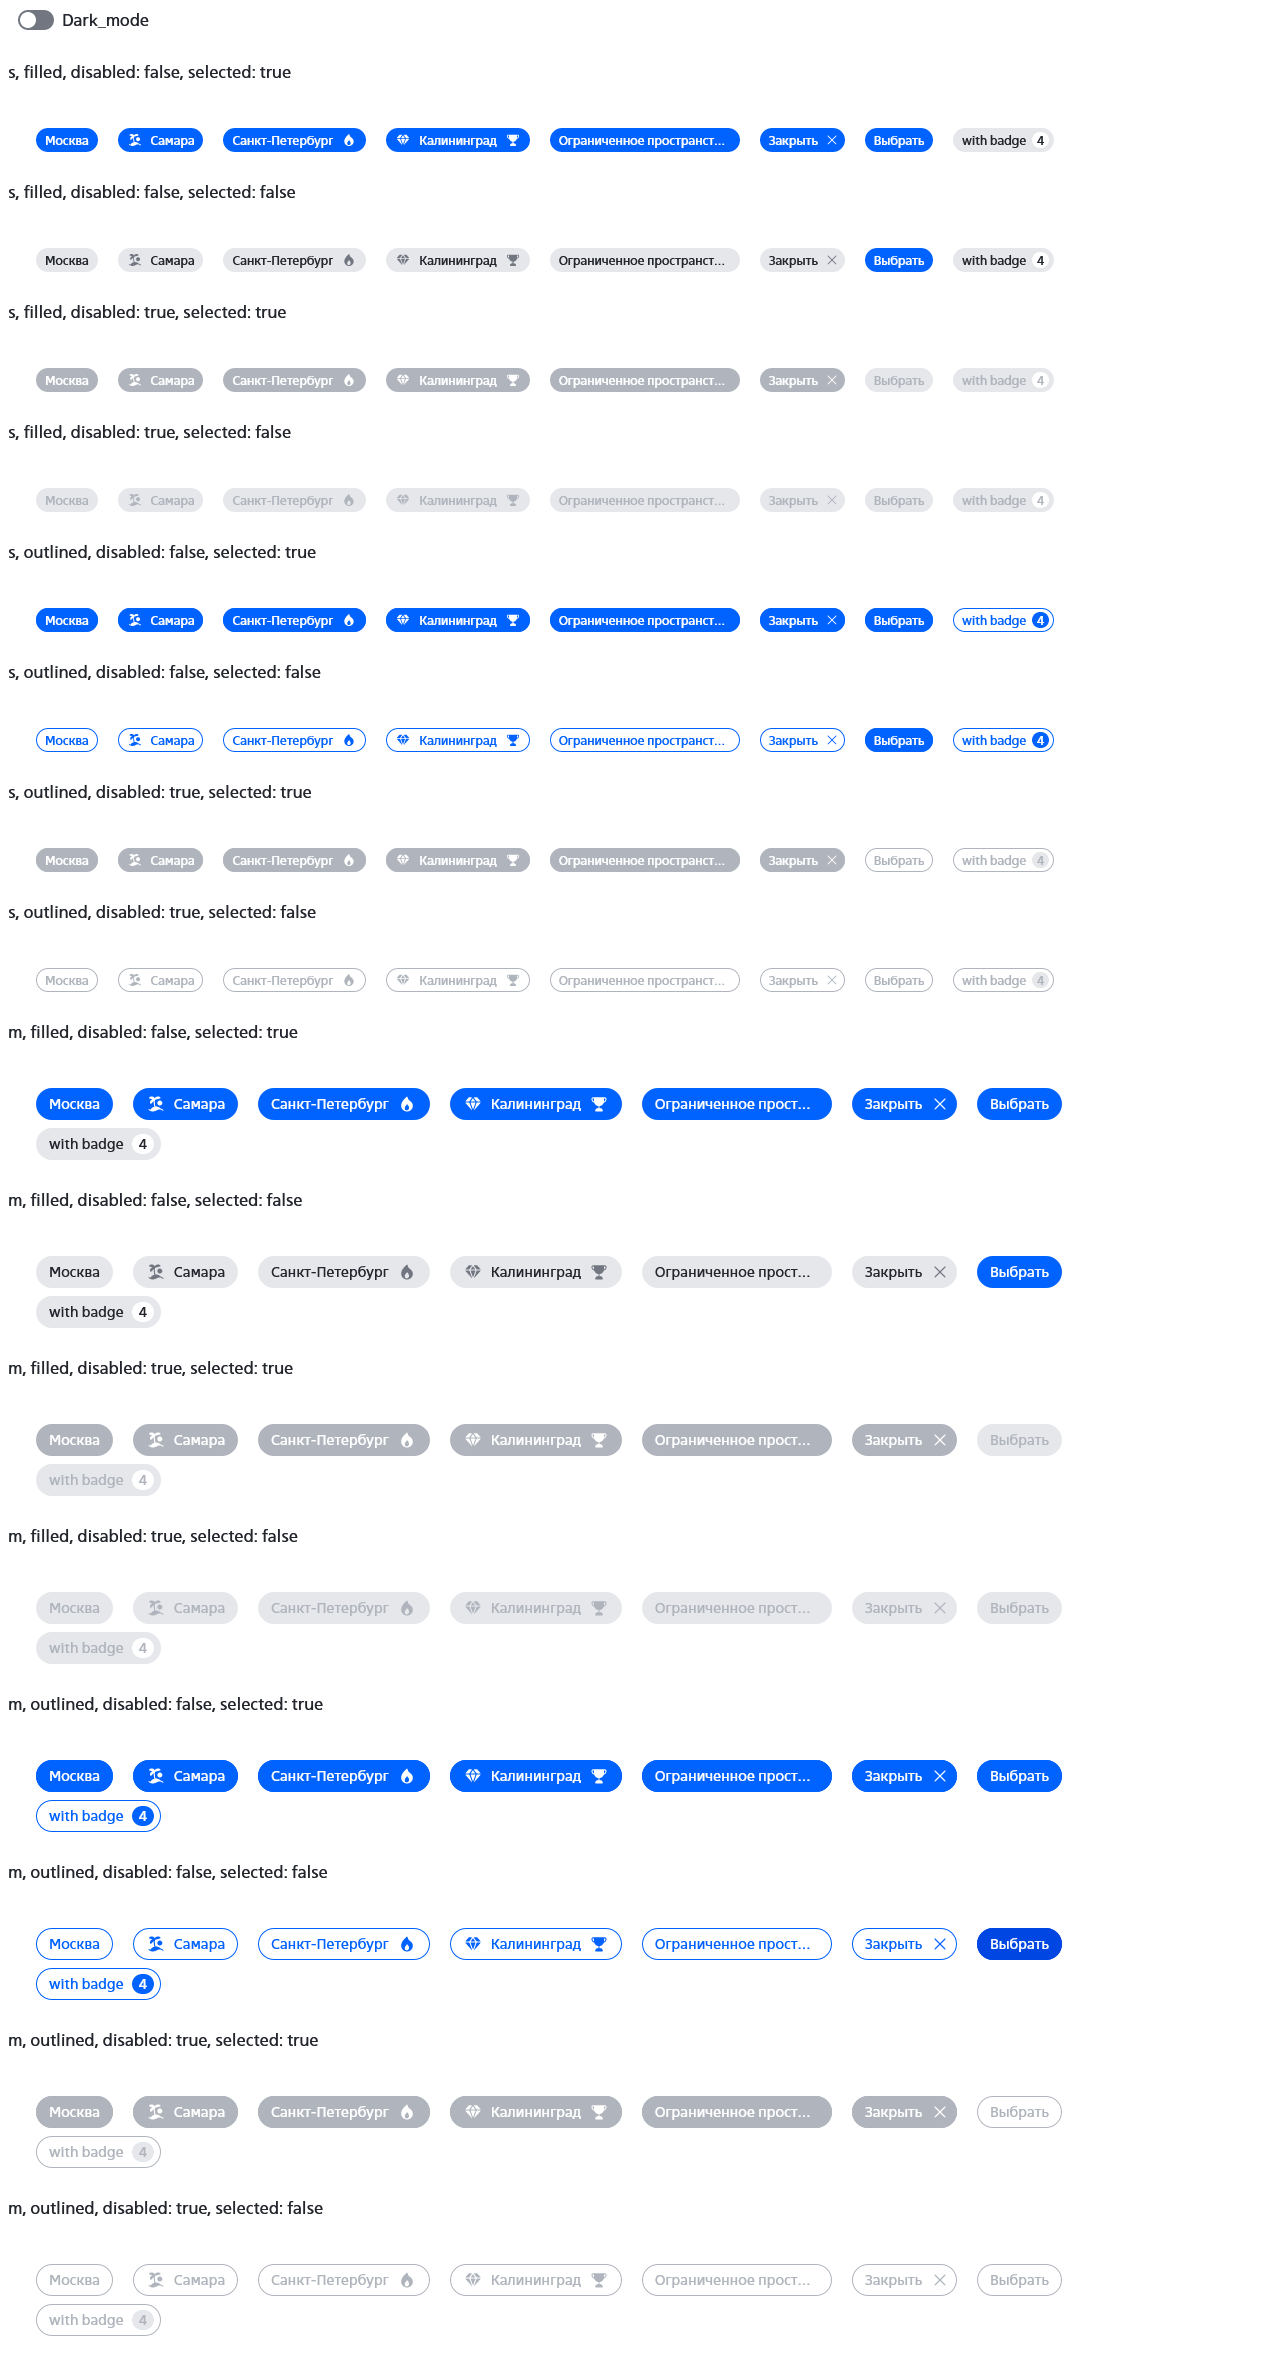 Dark_mode
s, filled, disabled: false, selected: true
Москва Самара Санкт-Петербург Калининград Ограниченное пространст... Закрыть Выбрать with badge 4
s, filled, disabled: false, selected: false
Москва Самара Санкт-Петербург Калининград Ограниченное пространст... Закрыть Выбрать with badge 4
s, filled, disabled: true, selected: true
Москва Самара Санкт-Петербург Калининград Ограниченное пространст... Закрыть Выбрать with badge 4
s, filled, disabled: true, selected: false
Москва Самара Санкт-Петербург Калининград Ограниченное пространст... Закрыть Выбрать with badge 4
s, outlined, disabled: false, selected: true
Москва Самара Санкт-Петербург Калининград Ограниченное пространст... Закрыть Выбрать with badge 4
s, outlined, disabled: false, selected: false
Москва Самара Санкт-Петербург Калининград Ограниченное пространст... Закрыть Выбрать with badge 4
s, outlined, disabled: true, selected: true
Москва Самара Санкт-Петербург Калининград Ограниченное пространст... Закрыть Выбрать with badge 4
s, outlined, disabled: true, selected: false
Москва Самара Санкт-Петербург Калининград Ограниченное пространст... Закрыть Выбрать with badge 4
m, filled, disabled: false, selected: true
Москва Самара Санкт-Петербург Калининград Ограниченное прост... Закрыть Выбрать
with badge 4
m, filled, disabled: false, selected: false
Москва Самара Санкт-Петербург Калининград Ограниченное прост... Закрыть Выбрать
with badge 4
m, filled, disabled: true, selected: true
Москва Самара Санкт-Петербург Калининград Ограниченное прост... Закрыть Выбрать
with badge 4
m, filled, disabled: true, selected: false
Москва Самара Санкт-Петербург Калининград Ограниченное прост... Закрыть Выбрать
with badge 4
m, outlined, disabled: false, selected: true
Москва Самара Санкт-Петербург Калининград Ограниченное прост... Закрыть Выбрать
with badge 4
m, outlined, disabled: false, selected: false
Москва Самара Санкт-Петербург Калининград Ограниченное прост... Закрыть Выбрать
with badge 4
m, outlined, disabled: true, selected: true
Москва Самара Санкт-Петербург Калининград Ограниченное прост... Закрыть Выбрать
with badge 4
m, outlined, disabled: true, selected: false
Москва Самара Санкт-Петербург Калининград Ограниченное прост... Закрыть Выбрать
with badge 4